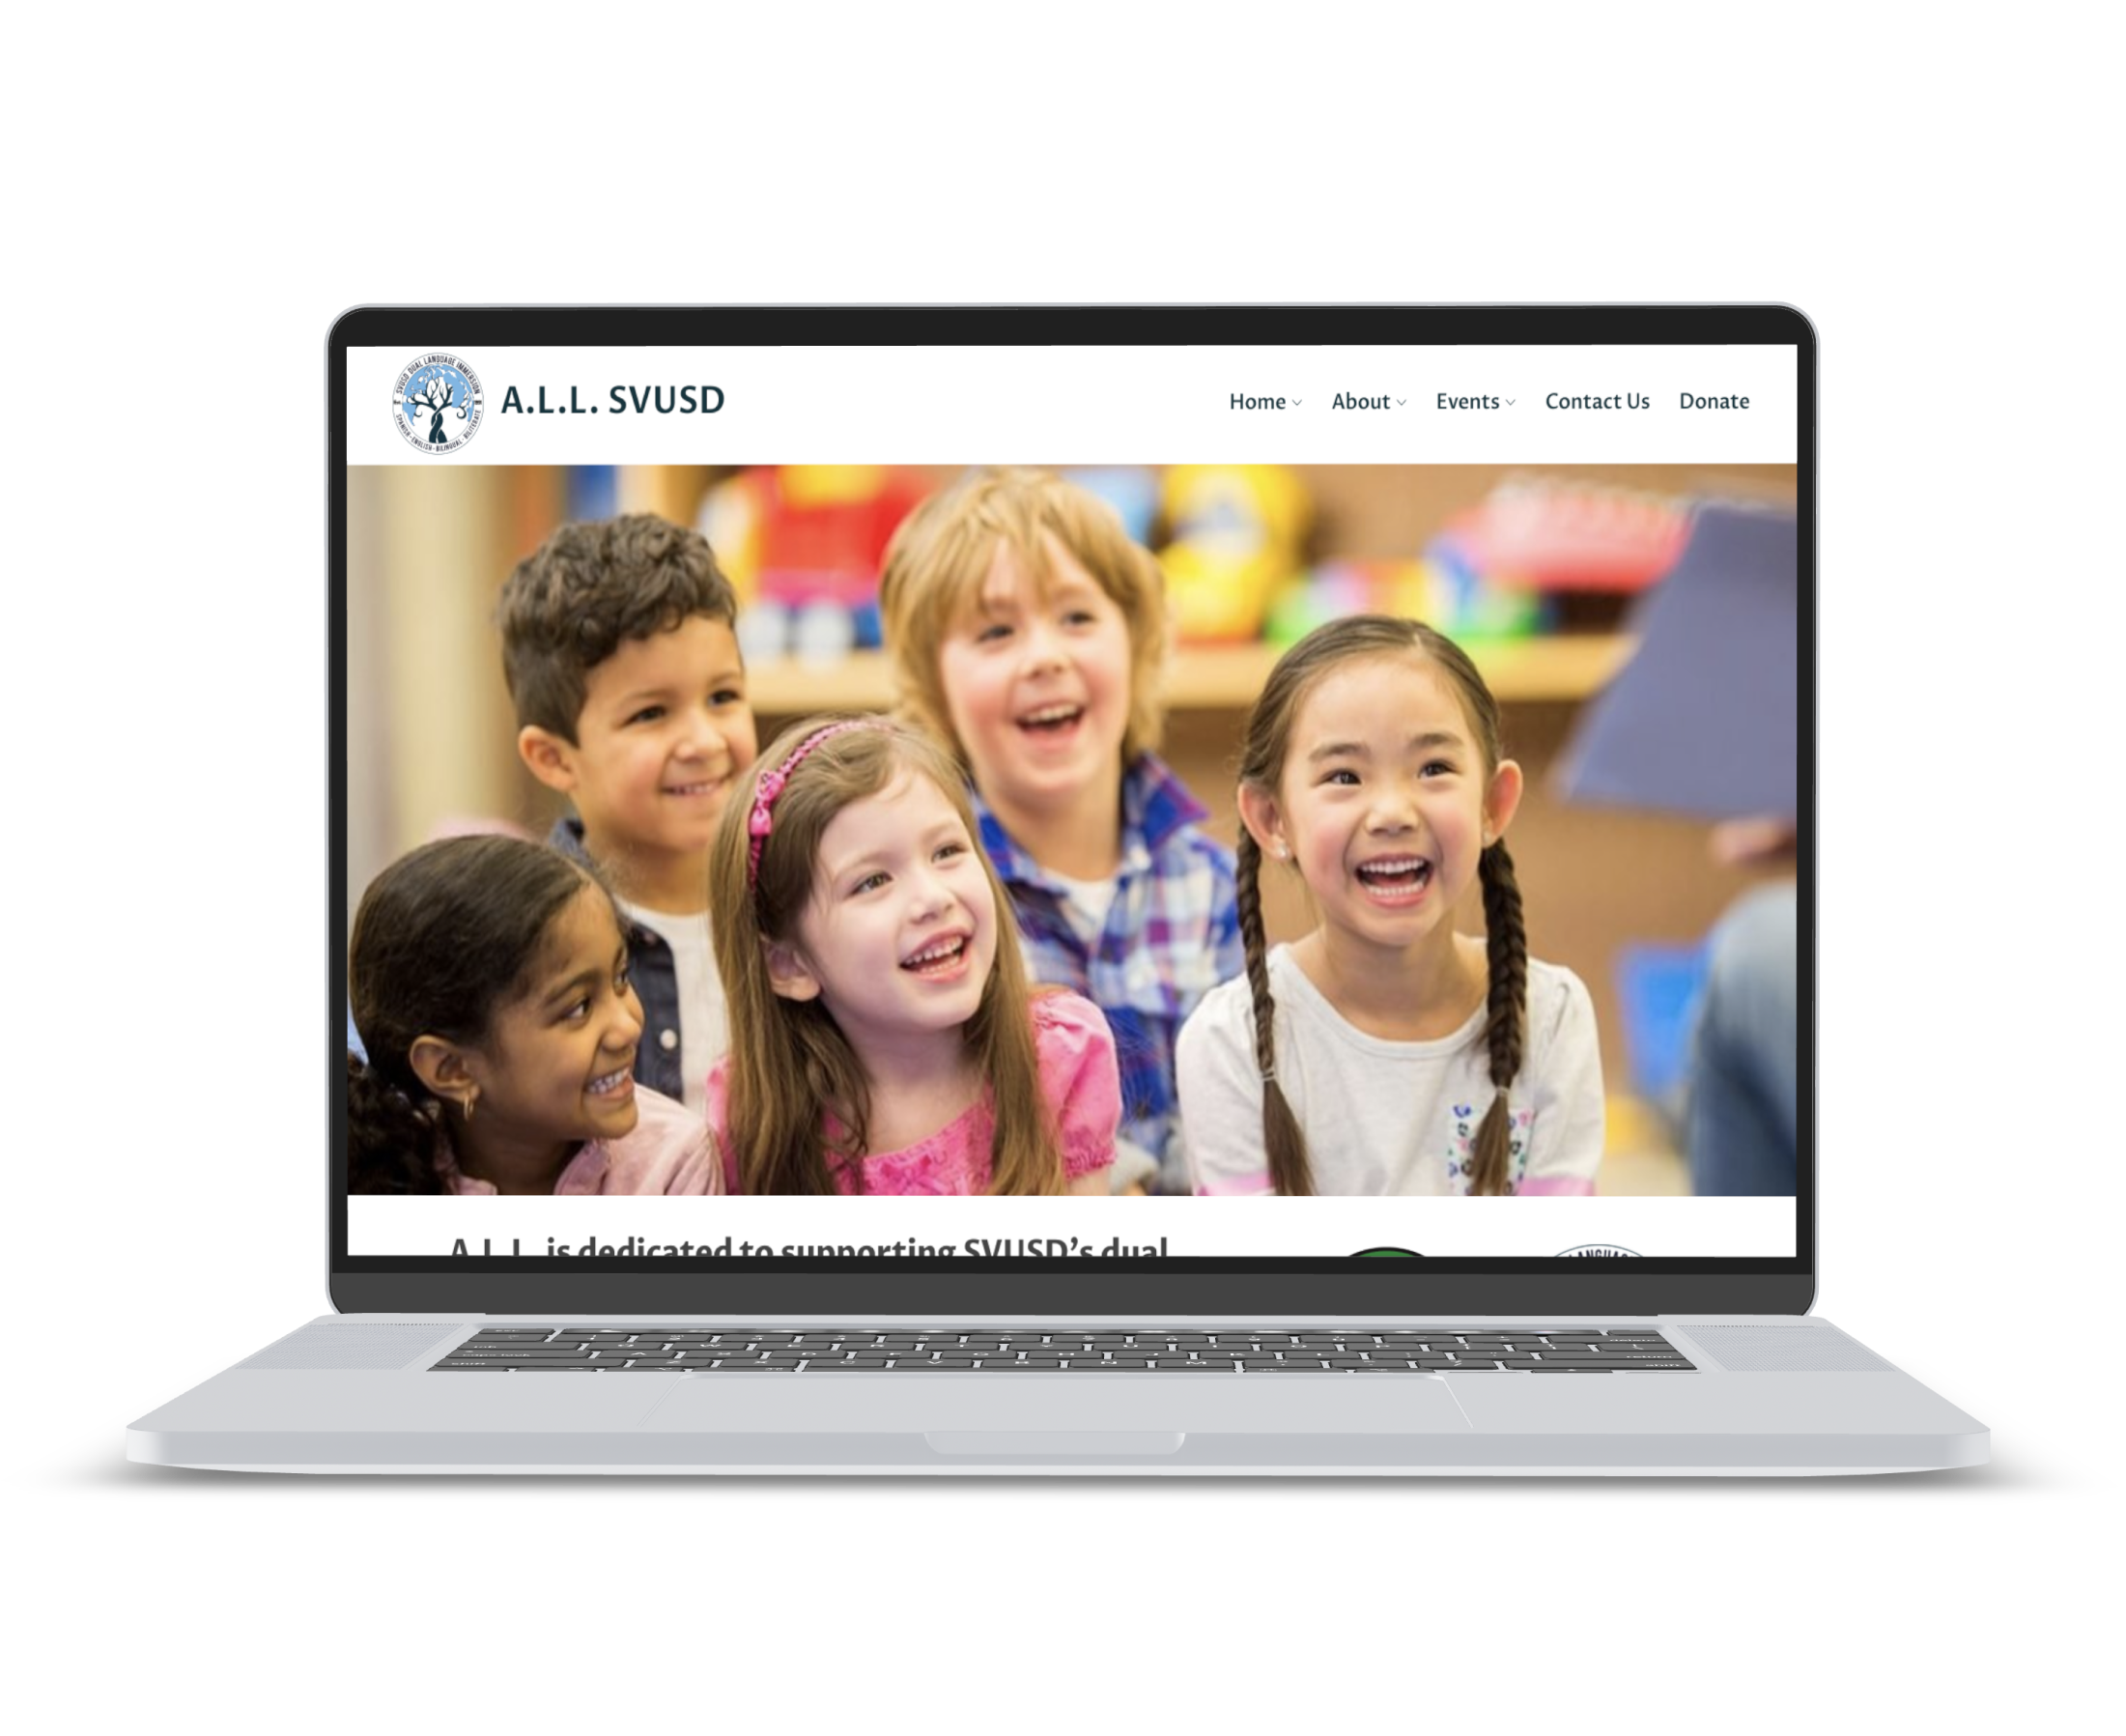 SVUSD DUAL LANGUAGE IMMERSION
SPANISH-ENGLISH-BILINGUAL-BILITERATE
A.L.L. SVUSD
Home
About
Events
Contact Us
Donate
A.L.L. is dedicated to supporting SVUSD's dual
LANGUAG